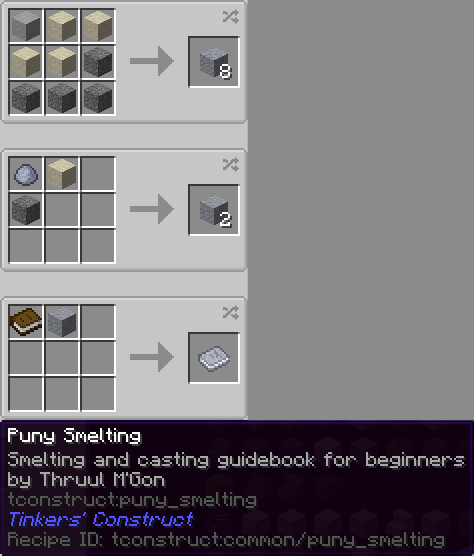 8
2
Puny Smelting
Smelting and casting guidebook for beginners
by Thruul M'Gon
tconstruct:puny_smelting
Tinkers' Construct
Recipe ID: tconstruct:common/puny_smelting